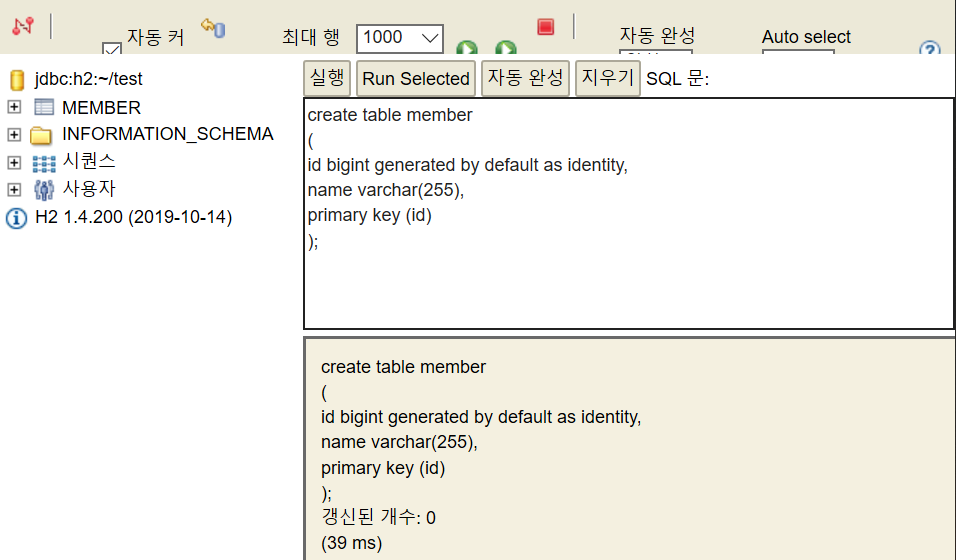 자동 커
최대 행 1000
자동 완성
Auto select
jdbc:h2:~/test
MEMBER
INFORMATION_SCHEMA
시퀀스
사용자
H2 1.4.200 (2019-10-14)
실행 Run Selected 자동 완성 지우기 SQL 문:
create table member
(
id bigint generated by default as identity,
name varchar(255),
primary key (id)
);
create table member
(
id bigint generated by default as identity,
name varchar(255),
primary key (id)
);
갱신된 개수: 0
(39 ms)